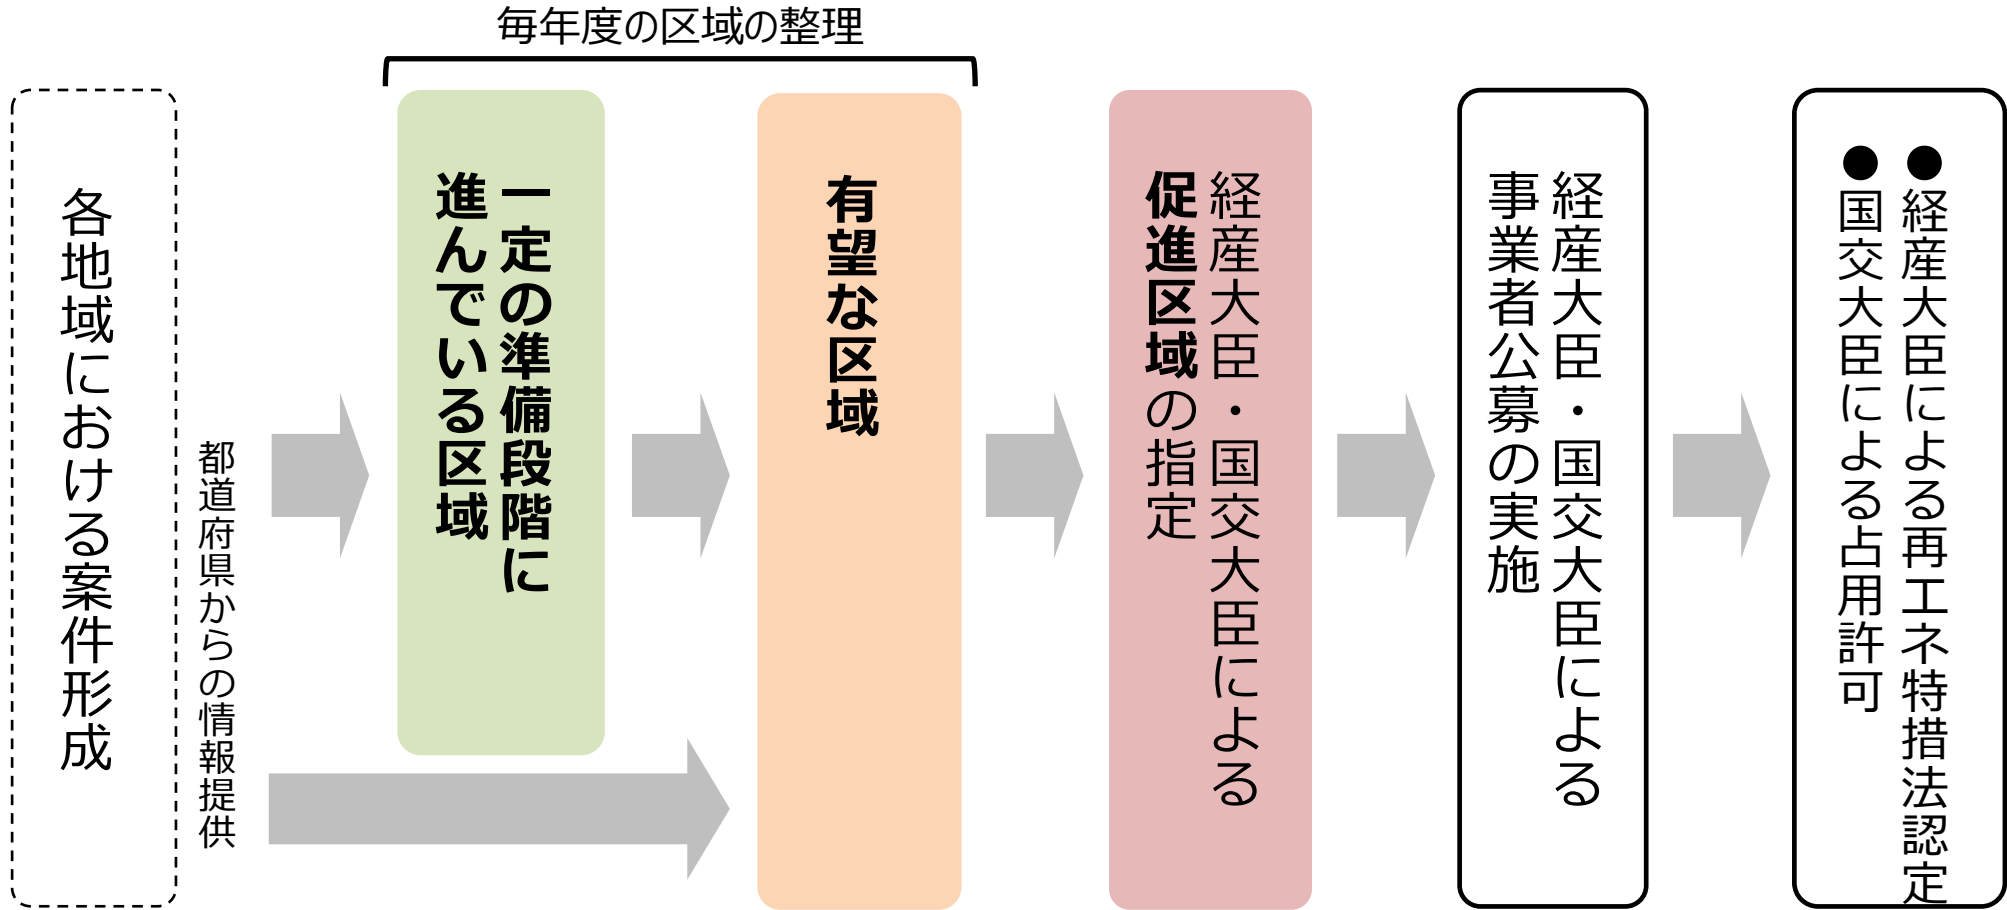 毎年度の区域の整理
各地域における案件形成
都道府県からの情報提供
一定の準備段階に
進んでいる区域
有望な区域
経産大臣・国交大臣による
促進区域の指定
経産大臣・国交大臣による
事業者公募の実施
●経産大臣による再エネ特措法認定
●国交大臣による占用許可